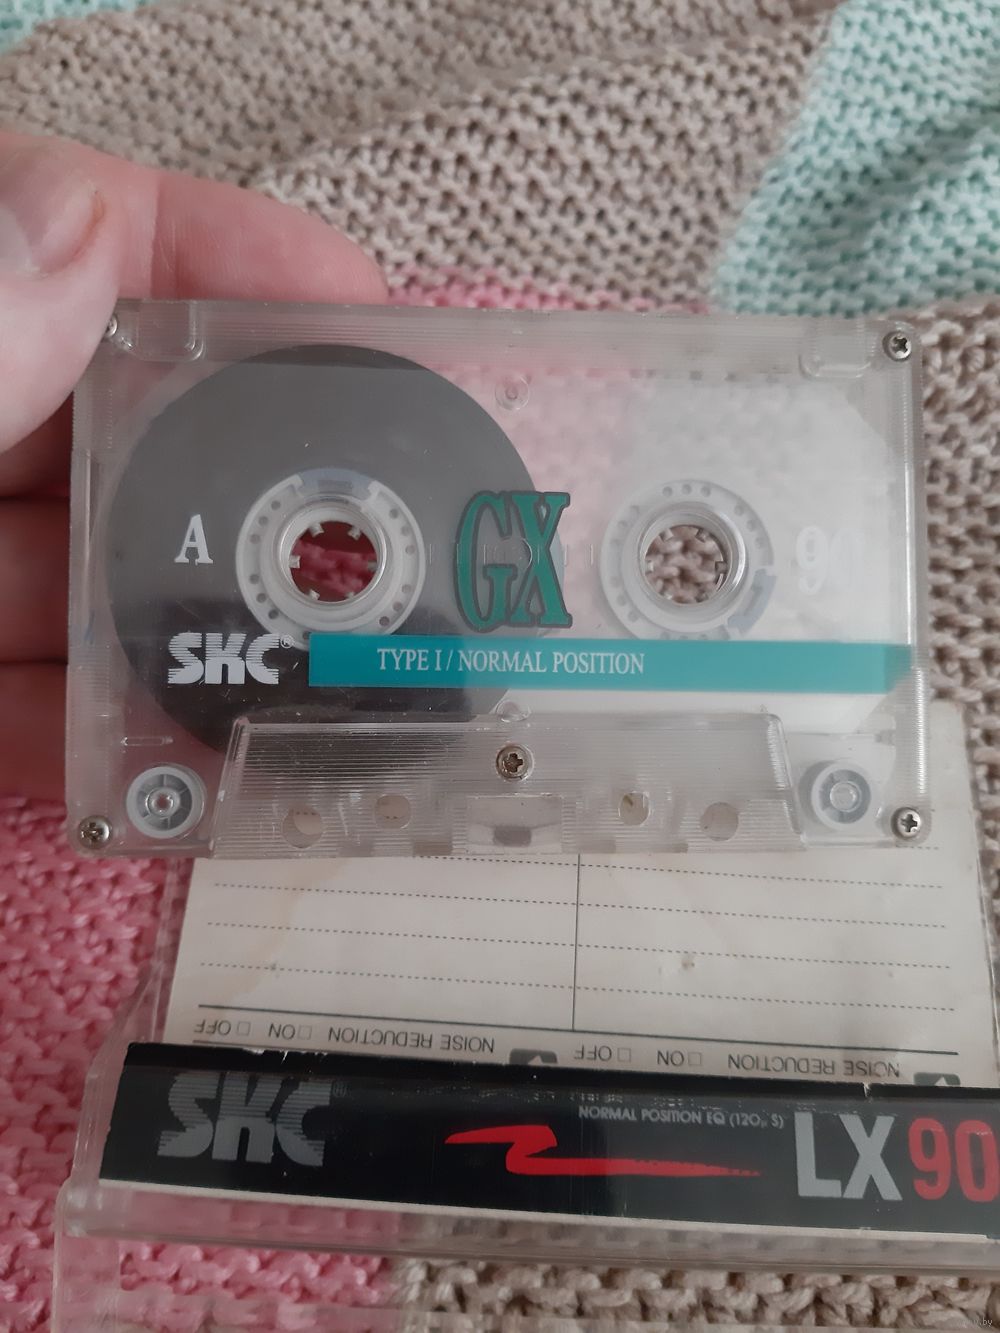 A
GX
90
SKC®
TYPE I / NORMAL POSITION
OFF ON NOISE REDUCTION OFF ON NOISE REDUCTION
SKC®
NORMAL POSITION EQ (120µ S)
LX 90